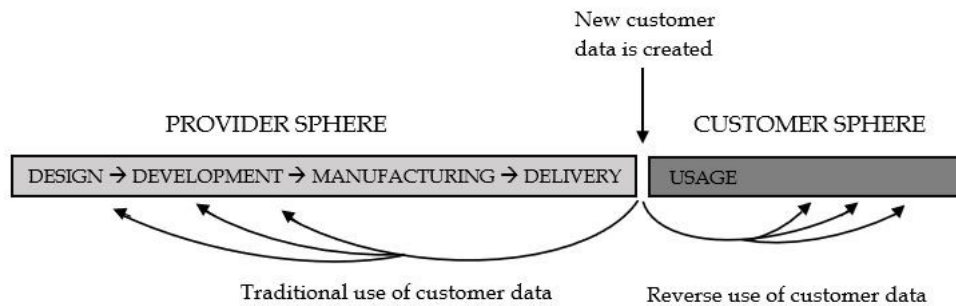 New customer
data is created
PROVIDER SPHERE
CUSTOMER SPHERE
DESIGN → DEVELOPMENT → MANUFACTURING → DELIVERY
USAGE
Traditional use of customer data
Reverse use of customer data